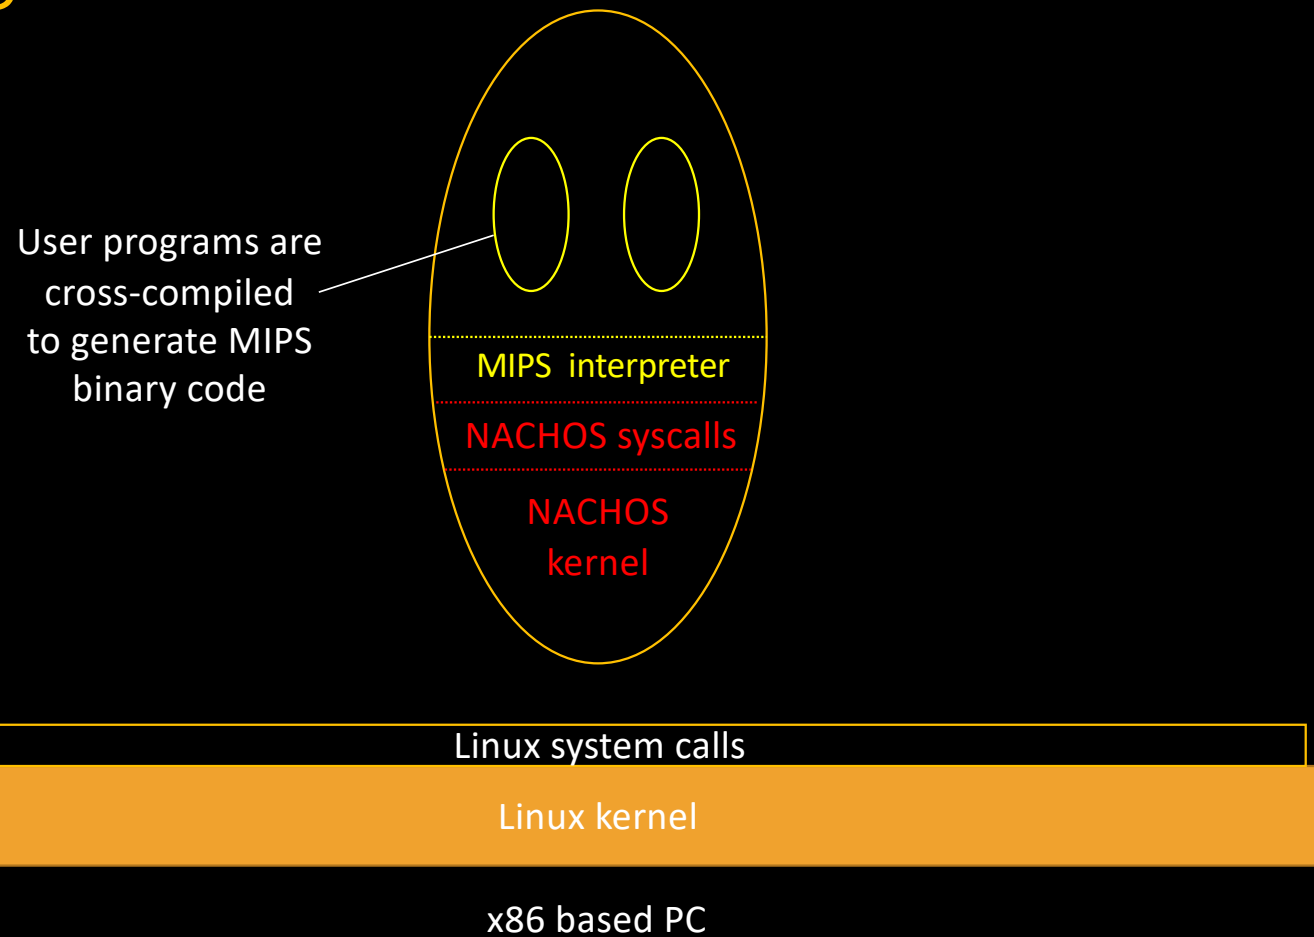 User programs are
cross-compiled
to generate MIPS
binary code
MIPS interpreter
NACHOS syscalls
NACHOS
kernel
Linux system calls
Linux kernel
x86 based PC